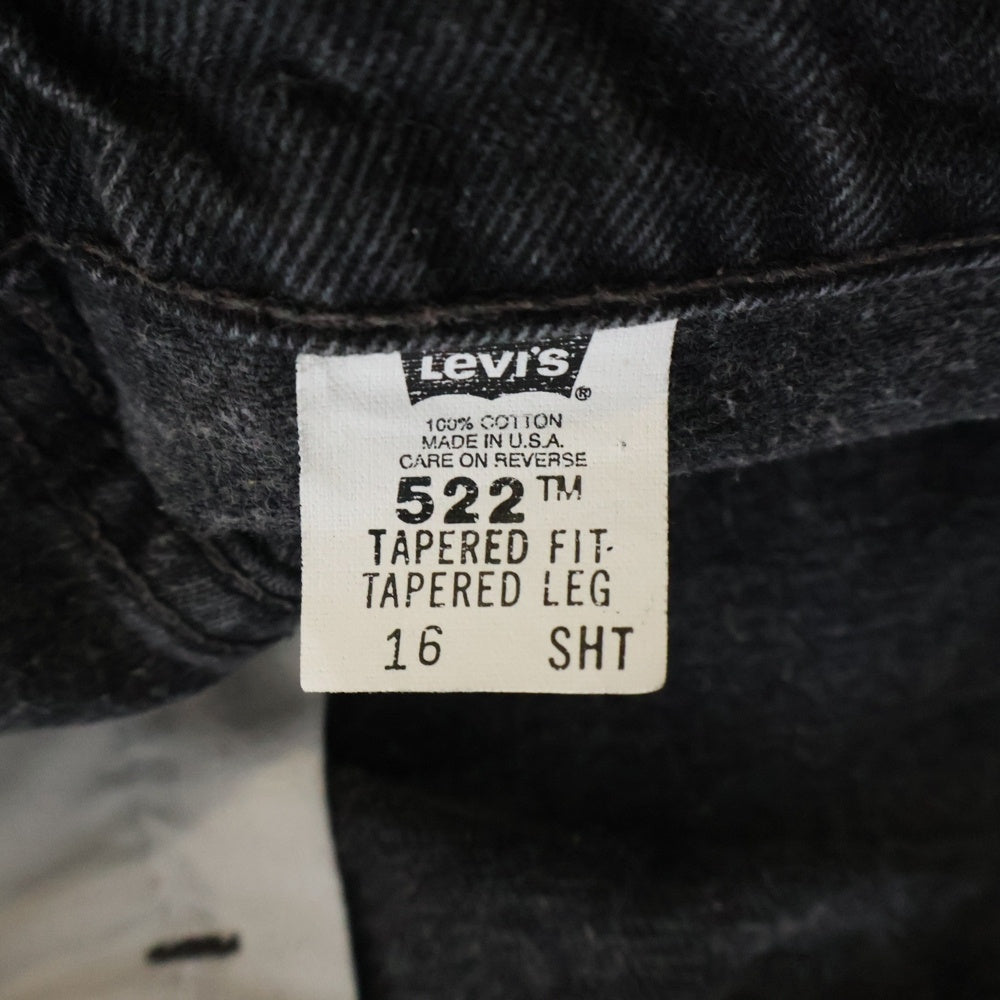 LEVI'S ®
100% COTTON
MADE IN U.S.A.
CARE ON REVERSE
522™
TAPERED FIT-
TAPERED LEG
16 SHT